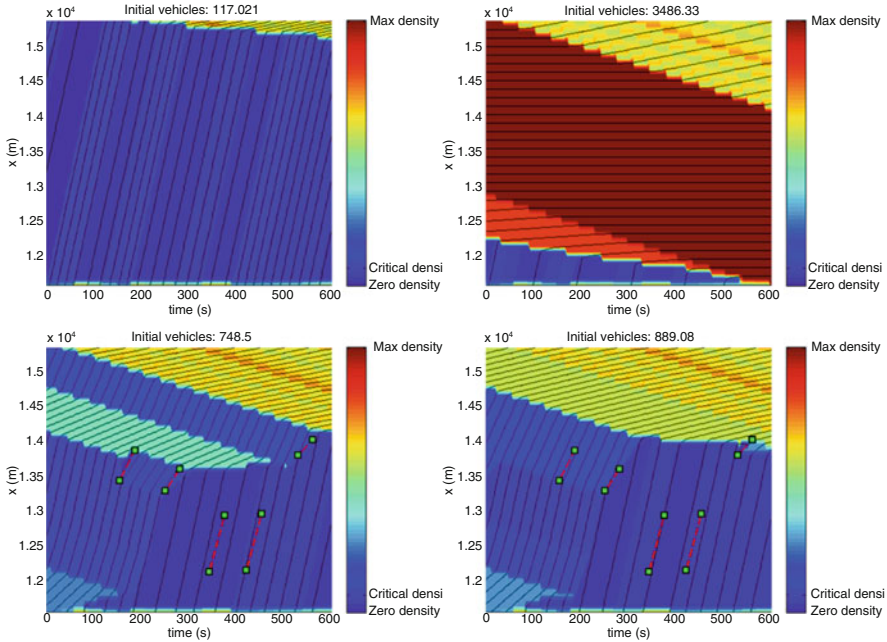 x 10⁴ Initial vehicles: 117.021
Max density
1.5
1.45
1.4
1.35
1.3
1.25
1.2
x (m)
Critical densi
Zero density
0 100 200 300 400 500 600
time (s)
x 10⁴ Initial vehicles: 3486.33
Max density
1.5
1.45
1.4
1.35
1.3
1.25
1.2
x (m)
Critical densi
Zero density
0 100 200 300 400 500 600
time (s)
x 10⁴ Initial vehicles: 748.5
Max density
1.5
1.45
1.4
1.35
1.3
1.25
1.2
x (m)
Critical densi
Zero density
0 100 200 300 400 500 600
time (s)
x 10⁴ Initial vehicles: 889.08
Max density
1.5
1.45
1.4
1.35
1.3
1.25
1.2
x (m)
Critical densi
Zero density
0 100 200 300 400 500 600
time (s)